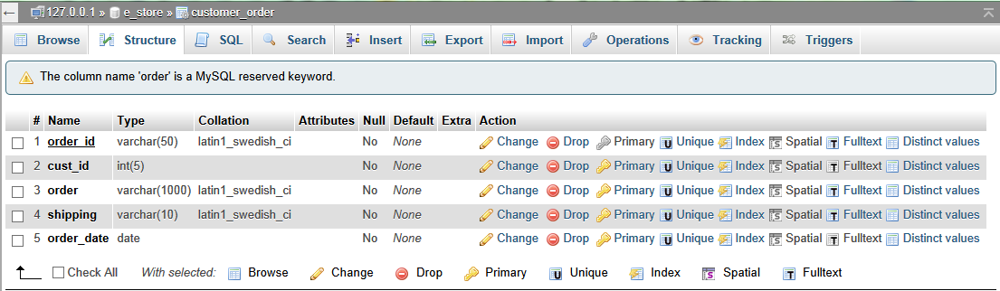 127.0.0.1 » e_store » customer_order
Browse Structure SQL Search Insert Export Import Operations Tracking Triggers
The column name 'order' is a MySQL reserved keyword.
# Name Type Collation Attributes Null Default Extra Action
1 order_id varchar(50) latin1_swedish_ci No None Change Drop Primary Unique Index Spatial Fulltext Distinct values
2 cust_id int(5) No None Change Drop Primary Unique Index Spatial Fulltext Distinct values
3 order varchar(1000) latin1_swedish_ci No None Change Drop Primary Unique Index Spatial Fulltext Distinct values
4 shipping varchar(10) latin1_swedish_ci No None Change Drop Primary Unique Index Spatial Fulltext Distinct values
5 order_date date No None Change Drop Primary Unique Index Spatial Fulltext Distinct values
Check All With selected: Browse Change Drop Primary Unique Index Spatial Fulltext